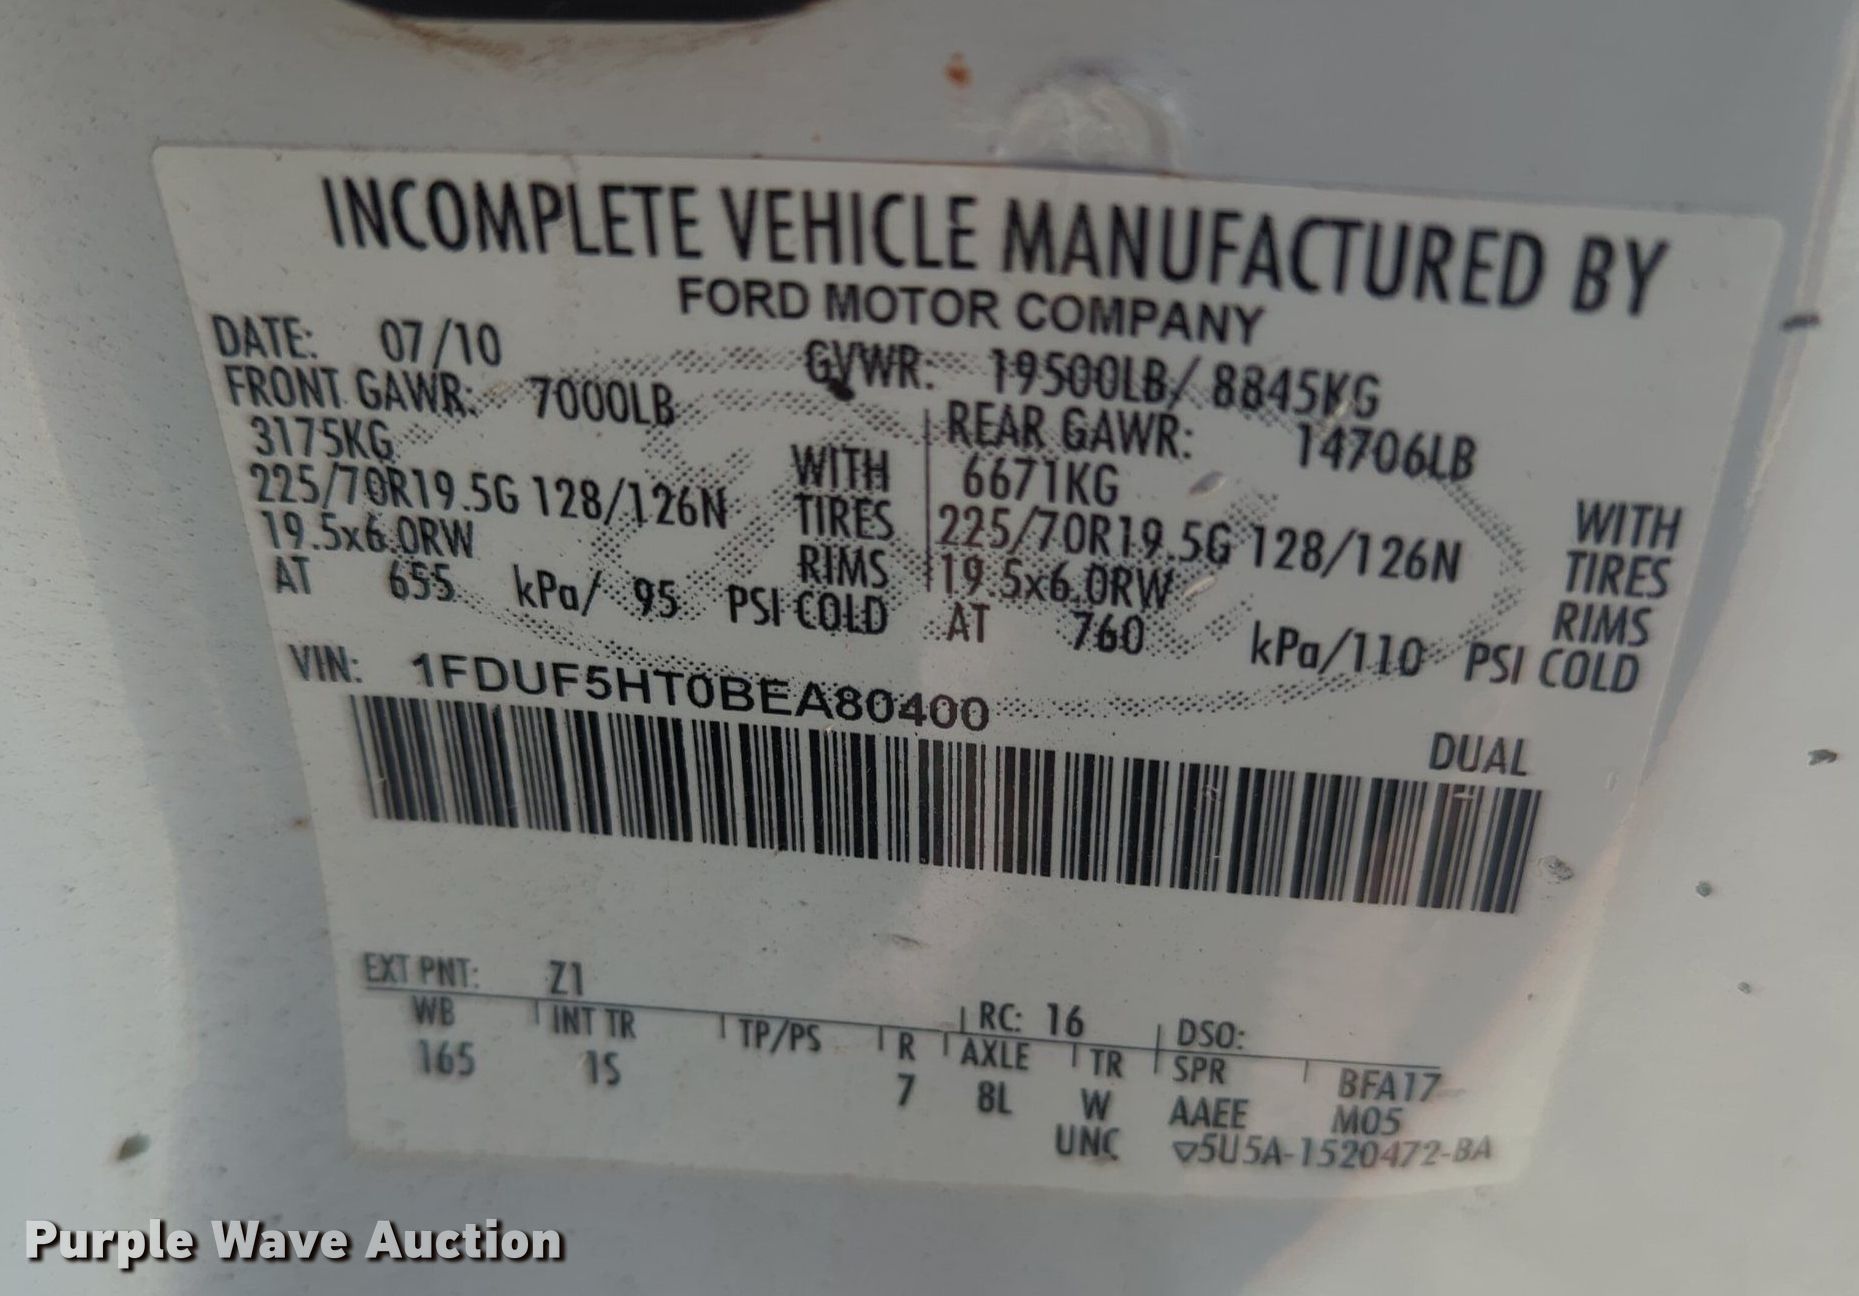 INCOMPLETE VEHICLE MANUFACTURED BY
FORD MOTOR COMPANY
DATE: 07/10 GVWR: 19500LB/ 8845KG
FRONT GAWR: 7000LB REAR GAWR: 14706LB
3175KG WITH 6671KG WITH
225/70R19.5G 128/126N TIRES 225/70R19.5G 128/126N TIRES
19.5x6.0RW RIMS 19.5x6.0RW RIMS
AT 655 kPa/ 95 PSI COLD AT 760 kPa/110 PSI COLD
VIN: 1FDUF5HT0BEA80400
DUAL
EXT PNT: Z1 RC: 16 DSO:
WB INT TR TP/PS R AXLE TR SPR BFA17
165 1S 7 8L W AAEE M05
UNC ▽5U5A-1520472-BA
Purple Wave Auction